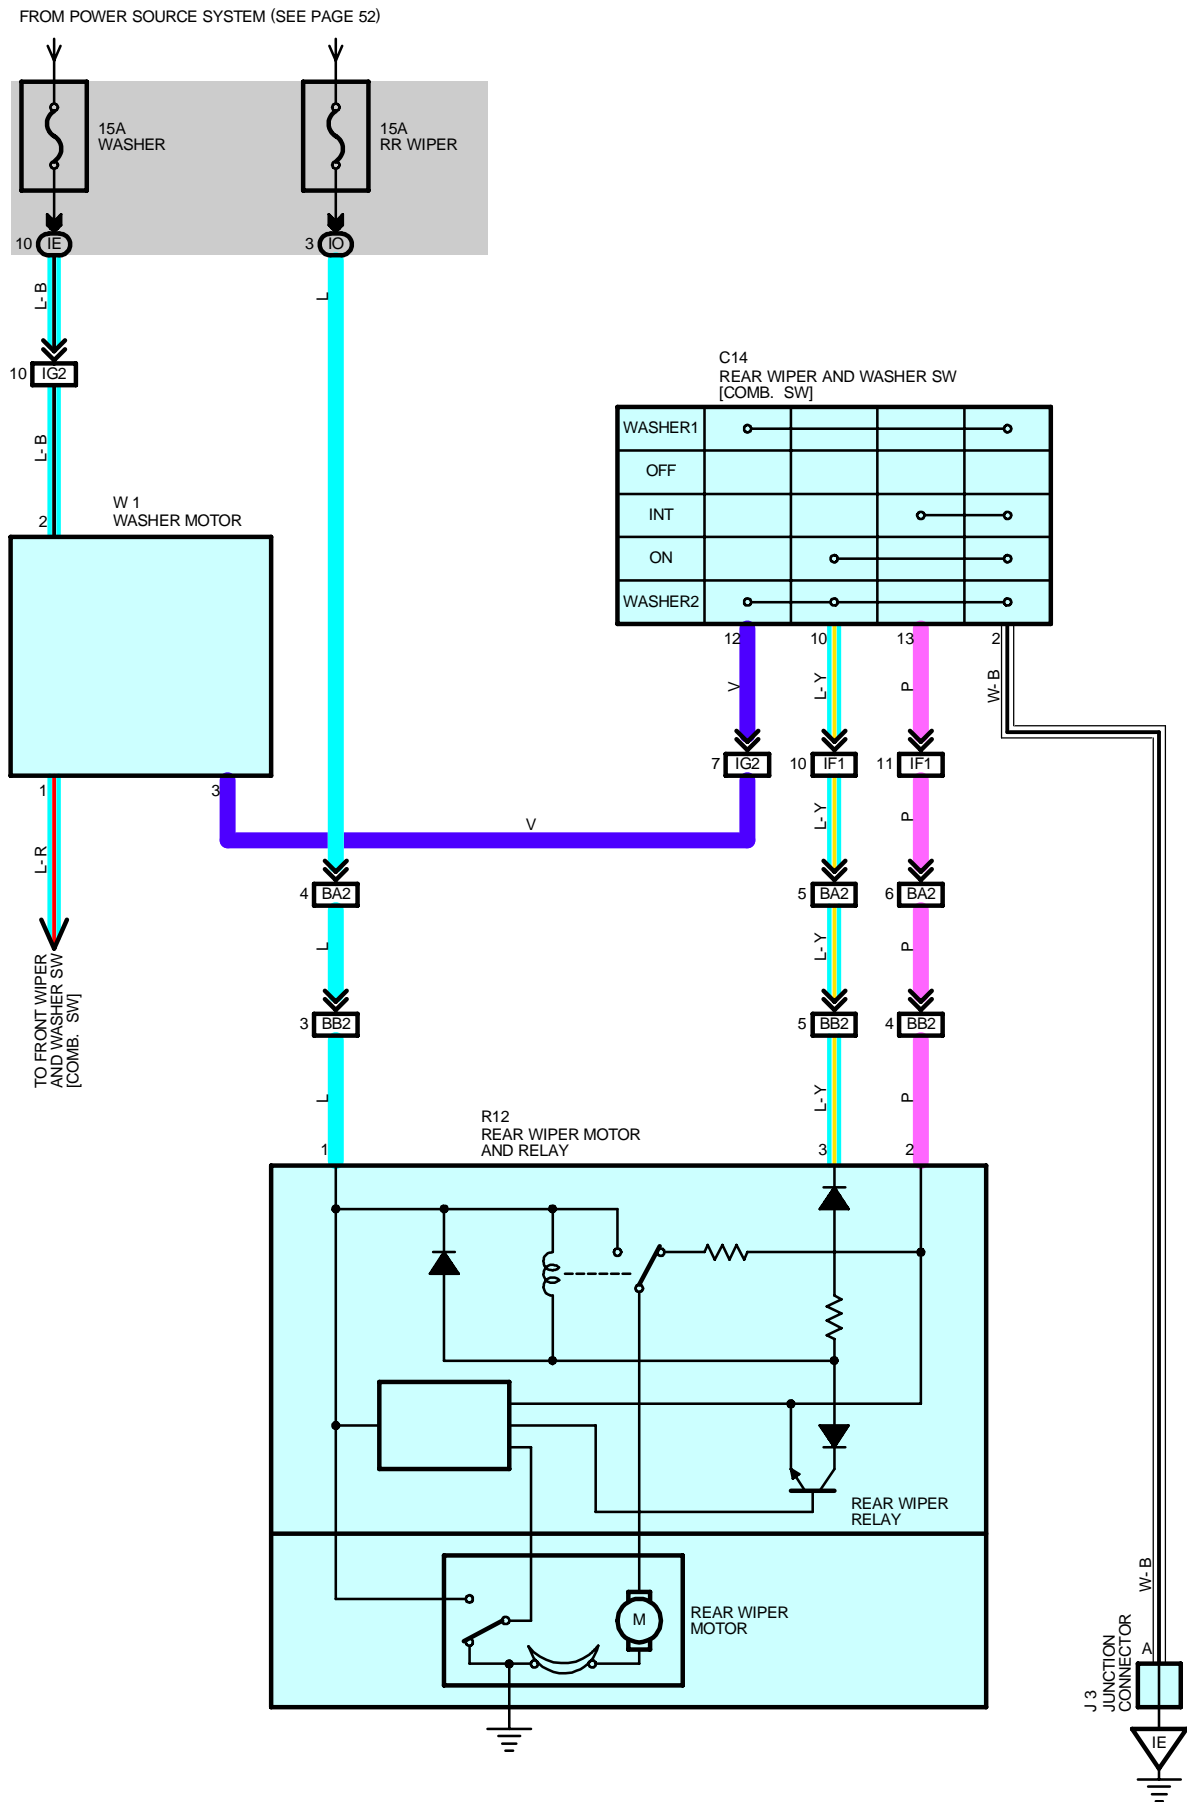 FROM POWER SOURCE SYSTEM (SEE PAGE 52)
15A
WASHER
15A
RR WIPER
10 IE
3 IO
L-B
L
10 IG2
L-B
C14
REAR WIPER AND WASHER SW
[COMB. SW]
WASHER1
OFF
INT
ON
WASHER2
W 1
WASHER MOTOR
2
12
10
13
2
V
L-Y
P
W-B
7 IG2
10 IF1
11 IF1
1
3
V
L-R
L-Y
P
4 BA2
5 BA2
6 BA2
L
L-Y
P
TO FRONT WIPER
AND WASHER SW
[COMB. SW]
3 BB2
5 BB2
4 BB2
L
L-Y
P
R12
REAR WIPER MOTOR
AND RELAY
1
3
2
REAR WIPER
RELAY
M
REAR WIPER
MOTOR
W-B
A
J 3
JUNCTION
CONNECTOR
IE